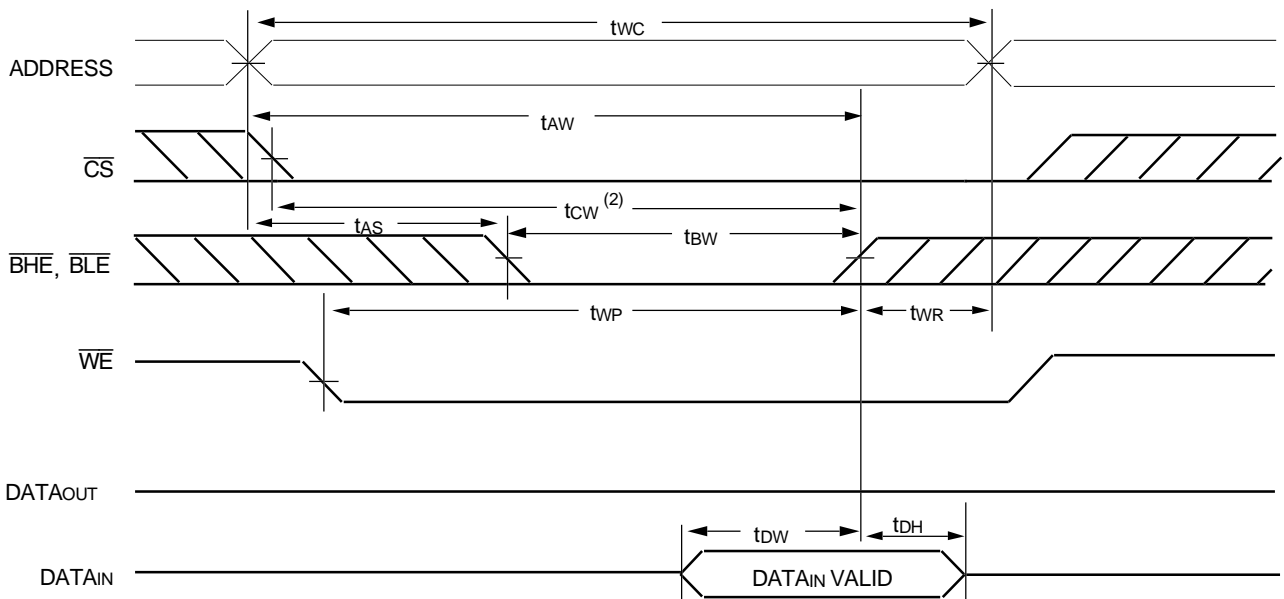 tWC
ADDRESS
tAW
CS
tCW (2)
tAS
tBW
BHE, BLE
tWP
tWR
WE
DATAOUT
tDW
tDH
DATAIN
DATAIN VALID